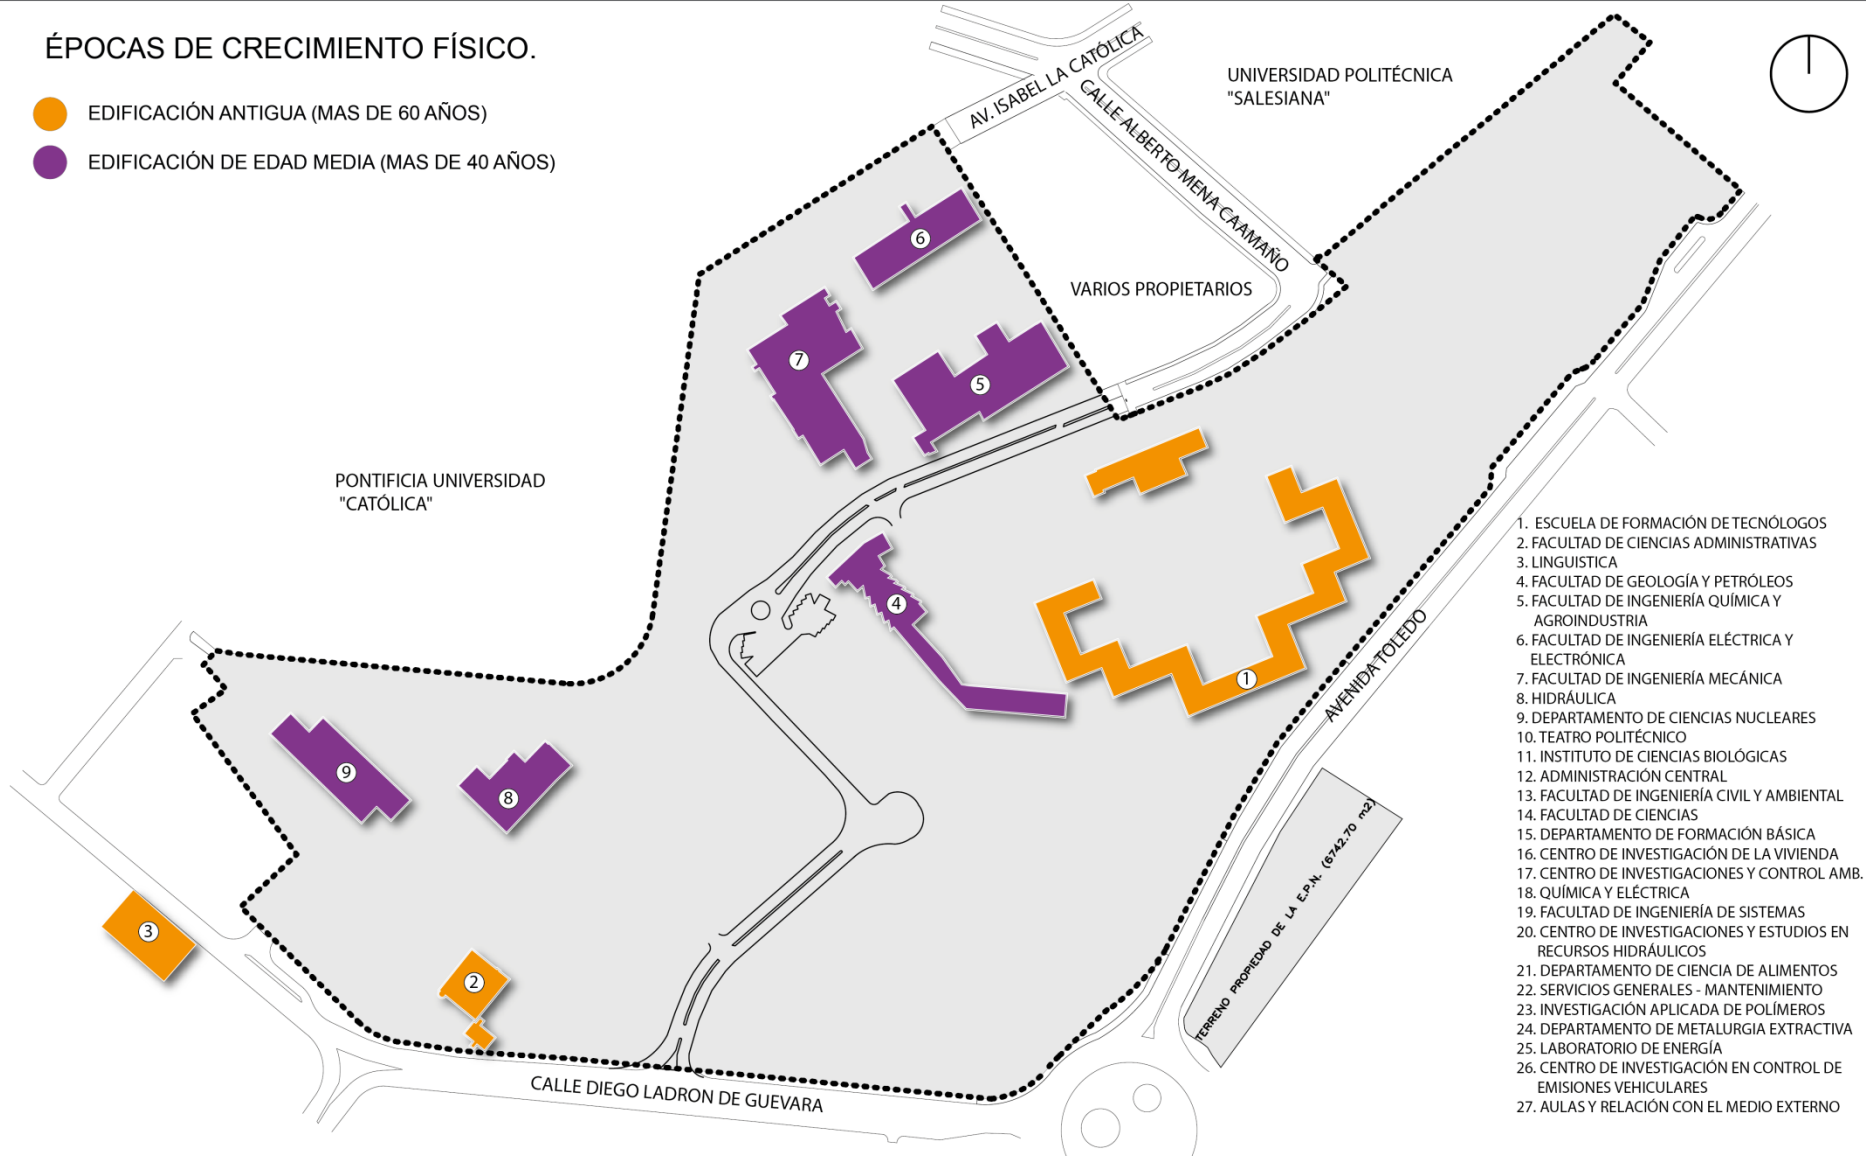 ÉPOCAS DE CRECIMIENTO FÍSICO.
EDIFICACIÓN ANTIGUA (MAS DE 60 AÑOS)
EDIFICACIÓN DE EDAD MEDIA (MAS DE 40 AÑOS)
AV. ISABEL LA CATÓLICA
CALLE ALBERTO MENA CAAMAÑO
UNIVERSIDAD POLITÉCNICA
"SALESIANA"
VARIOS PROPIETARIOS
PONTIFICIA UNIVERSIDAD
"CATÓLICA"
6
7
5
4
1
9
8
3
2
AVENIDA TOLEDO
TERRENO PROPIEDAD DE LA E.P.N. (6742.70 m2)
CALLE DIEGO LADRON DE GUEVARA
1. ESCUELA DE FORMACIÓN DE TECNÓLOGOS
2. FACULTAD DE CIENCIAS ADMINISTRATIVAS
3. LINGUISTICA
4. FACULTAD DE GEOLOGÍA Y PETRÓLEOS
5. FACULTAD DE INGENIERÍA QUÍMICA Y
AGROINDUSTRIA
6. FACULTAD DE INGENIERÍA ELÉCTRICA Y
ELECTRÓNICA
7. FACULTAD DE INGENIERÍA MECÁNICA
8. HIDRÁULICA
9. DEPARTAMENTO DE CIENCIAS NUCLEARES
10. TEATRO POLITÉCNICO
11. INSTITUTO DE CIENCIAS BIOLÓGICAS
12. ADMINISTRACIÓN CENTRAL
13. FACULTAD DE INGENIERÍA CIVIL Y AMBIENTAL
14. FACULTAD DE CIENCIAS
15. DEPARTAMENTO DE FORMACIÓN BÁSICA
16. CENTRO DE INVESTIGACIÓN DE LA VIVIENDA
17. CENTRO DE INVESTIGACIONES Y CONTROL AMB.
18. QUÍMICA Y ELÉCTRICA
19. FACULTAD DE INGENIERÍA DE SISTEMAS
20. CENTRO DE INVESTIGACIONES Y ESTUDIOS EN
RECURSOS HIDRÁULICOS
21. DEPARTAMENTO DE CIENCIA DE ALIMENTOS
22. SERVICIOS GENERALES - MANTENIMIENTO
23. INVESTIGACIÓN APLICADA DE POLÍMEROS
24. DEPARTAMENTO DE METALURGIA EXTRACTIVA
25. LABORATORIO DE ENERGÍA
26. CENTRO DE INVESTIGACIÓN EN CONTROL DE
EMISIONES VEHICULARES
27. AULAS Y RELACIÓN CON EL MEDIO EXTERNO